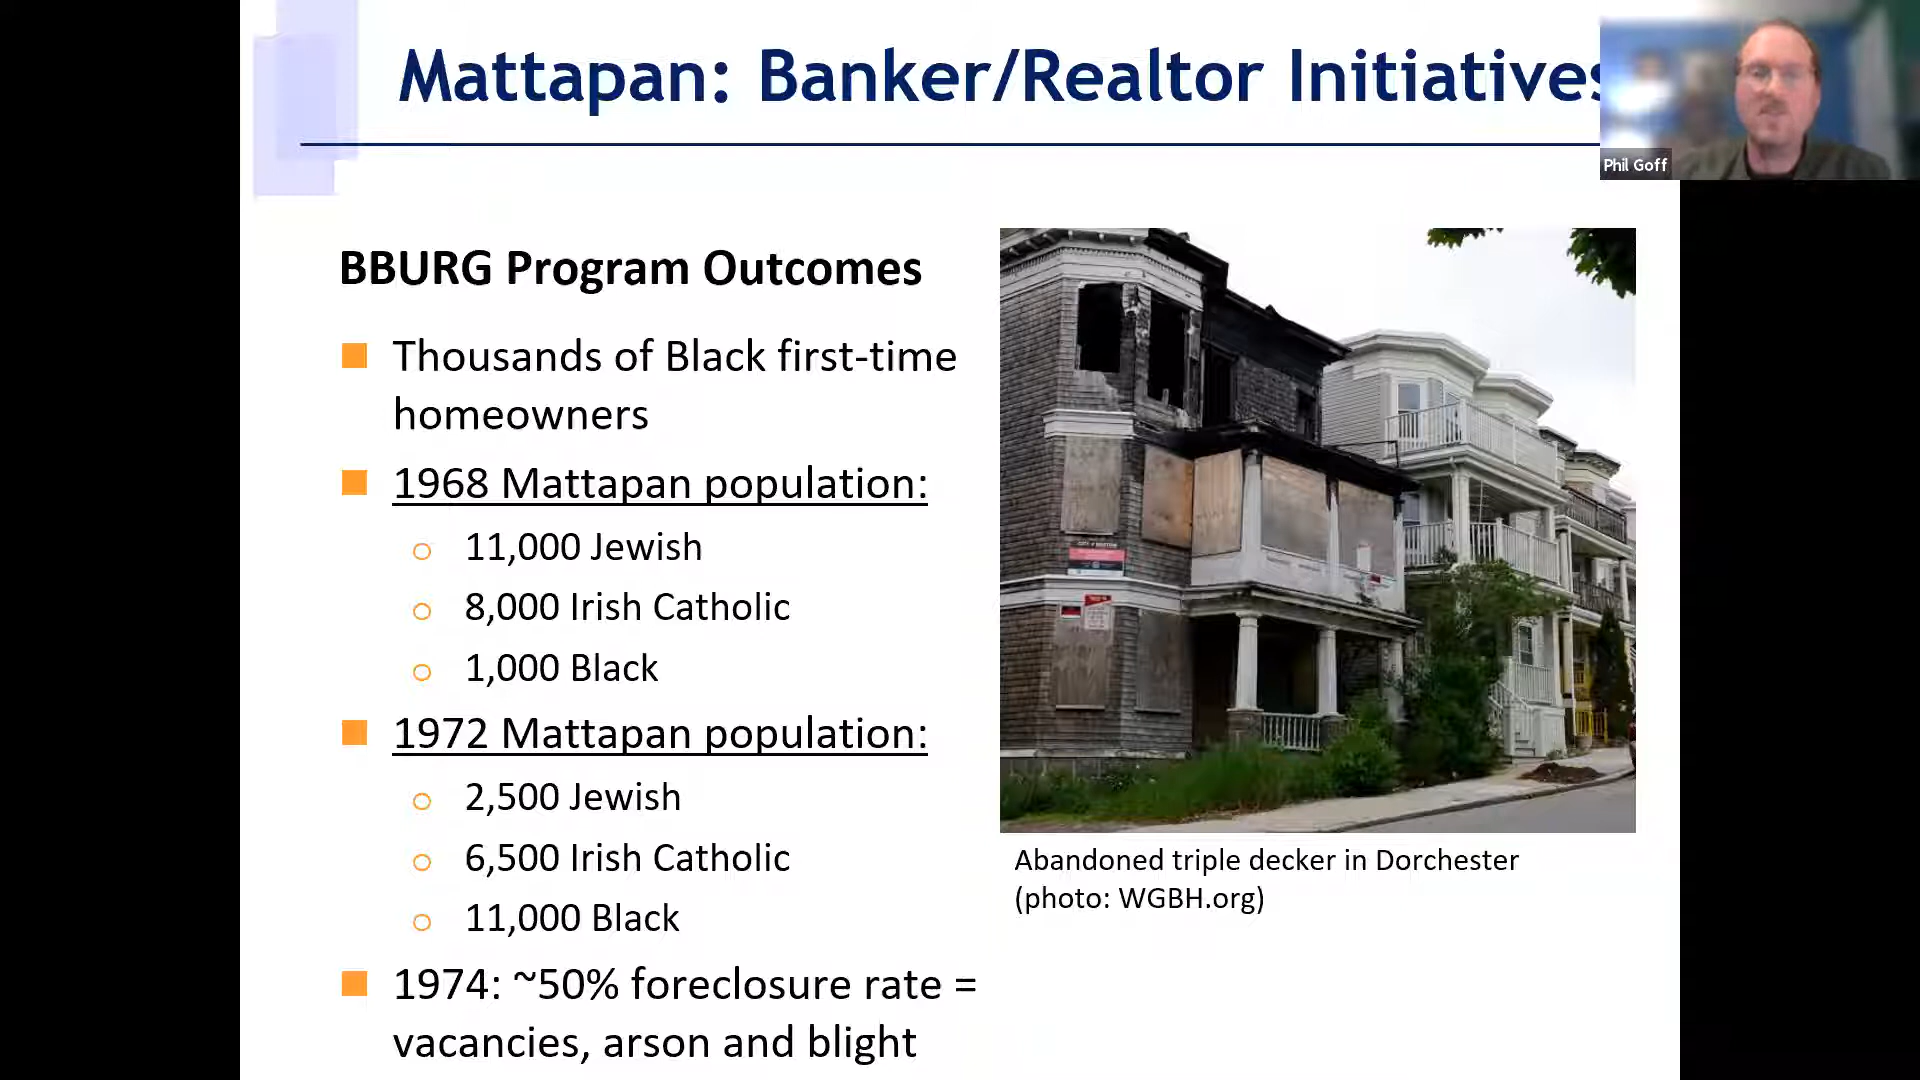 Mattapan: Banker/Realtor Initiatives
Phil Goff
BBURG Program Outcomes
Thousands of Black first-time
homeowners
1968 Mattapan population:
11,000 Jewish
8,000 Irish Catholic
1,000 Black
1972 Mattapan population:
2,500 Jewish
6,500 Irish Catholic
11,000 Black
1974: ~50% foreclosure rate =
vacancies, arson and blight
Abandoned triple decker in Dorchester
(photo: WGBH.org)